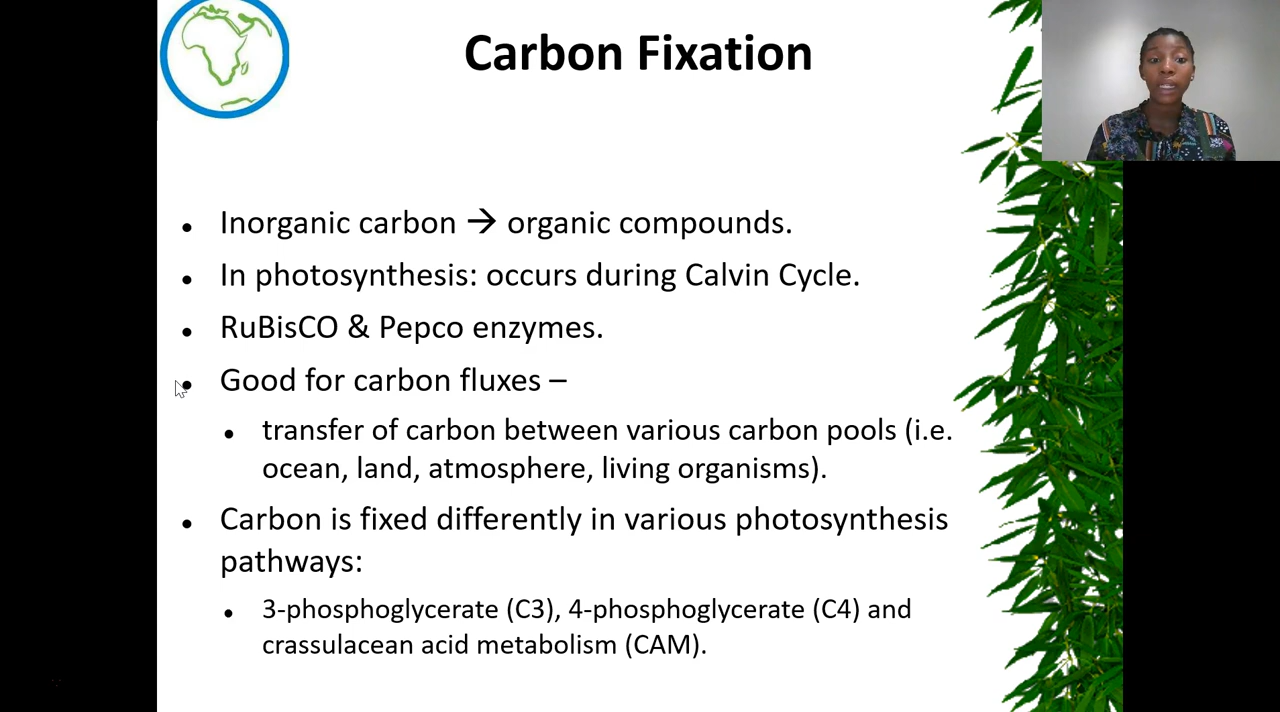 Carbon Fixation
Inorganic carbon → organic compounds.
In photosynthesis: occurs during Calvin Cycle.
RuBisCO & Pepco enzymes.
Good for carbon fluxes –
transfer of carbon between various carbon pools (i.e.
ocean, land, atmosphere, living organisms).
Carbon is fixed differently in various photosynthesis
pathways:
3-phosphoglycerate (C3), 4-phosphoglycerate (C4) and
crassulacean acid metabolism (CAM).